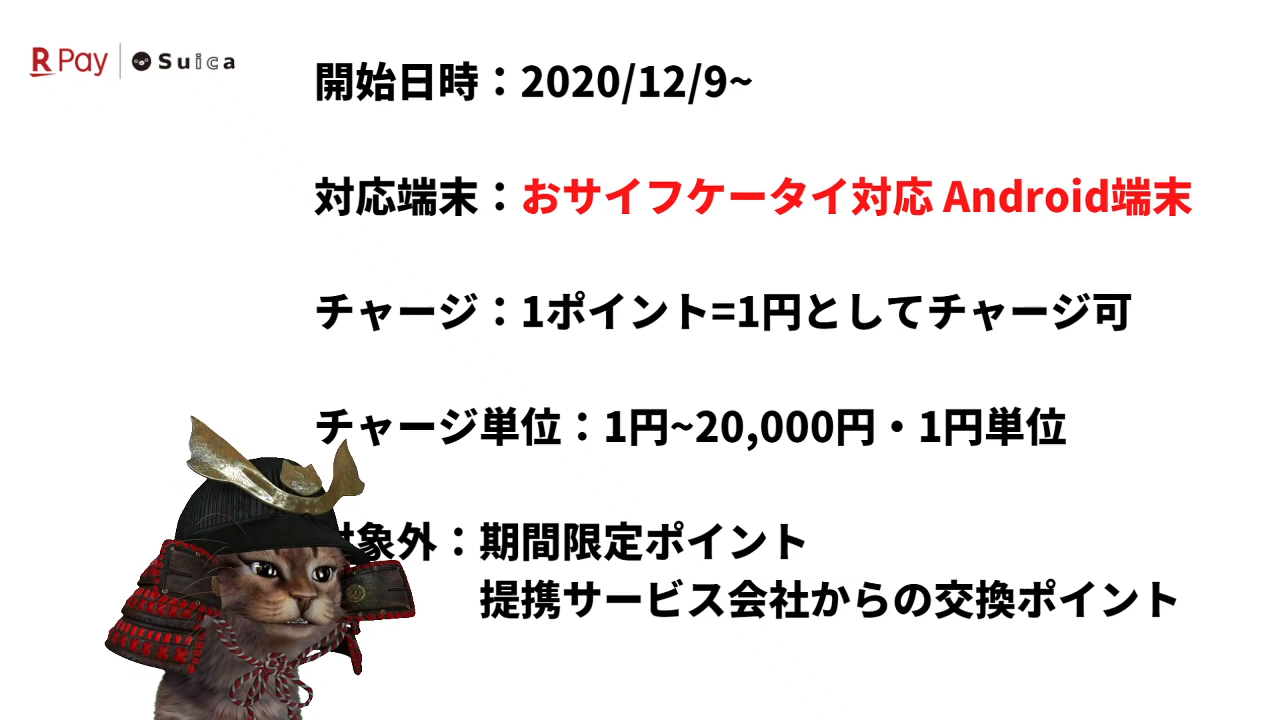 R Pay Suica
開始日時：2020/12/9~
対応端末：おサイフケータイ対応 Android端末
チャージ：1ポイント=1円としてチャージ可
チャージ単位：1円~20,000円・1円単位
対象外：期間限定ポイント
提携サービス会社からの交換ポイント